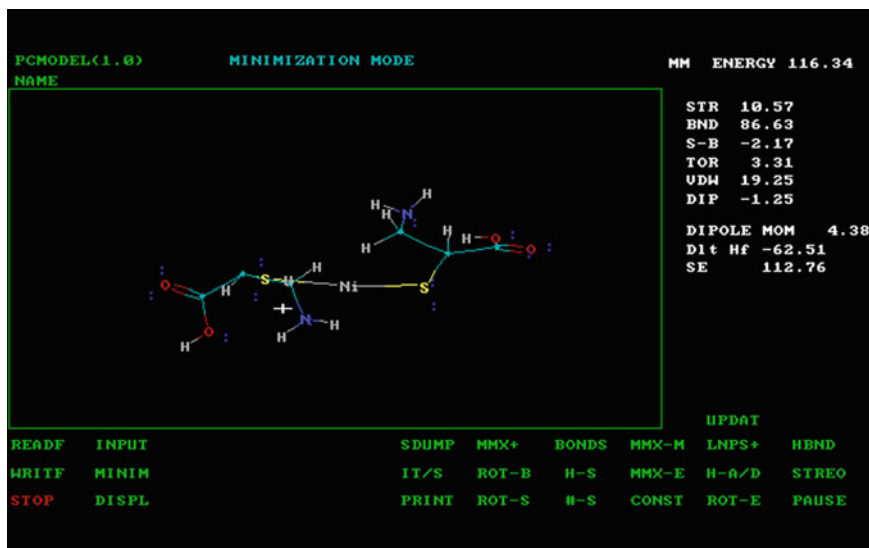 PCMODEL(1.0) MINIMIZATION MODE MM ENERGY 116.34
NAME
STR 10.57
BND 86.63
S-B -2.17
TOR 3.31
VDW 19.25
DIP -1.25
DIPOLE MOM 4.38
Dlt Hf -62.51
SE 112.76
H H
H N
H H H O O
H
O H S H H Ni S
N H
O H
H
UPDAT
READF INPUT SDUMP MMX+ BONDS MMX-M LNPS+ HBND
WRITF MINIM IT/S ROT-B H-S MMX-E H-A/D STREO
STOP DISPL PRINT ROT-S #-S CONST ROT-E PAUSE